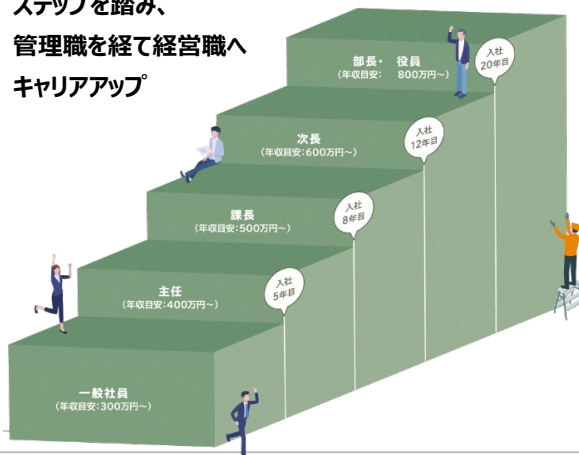 ステップを踏み、
管理職を経て経営職へ
キャリアアップ
部長・ 役員
(年収目安: 800万円~)
入社
20年目
次長
(年収目安:600万円~)
入社
12年目
課長
(年収目安:500万円~)
入社
8年目
主任
(年収目安:400万円~)
入社
5年目
一般社員
(年収目安:300万円~)